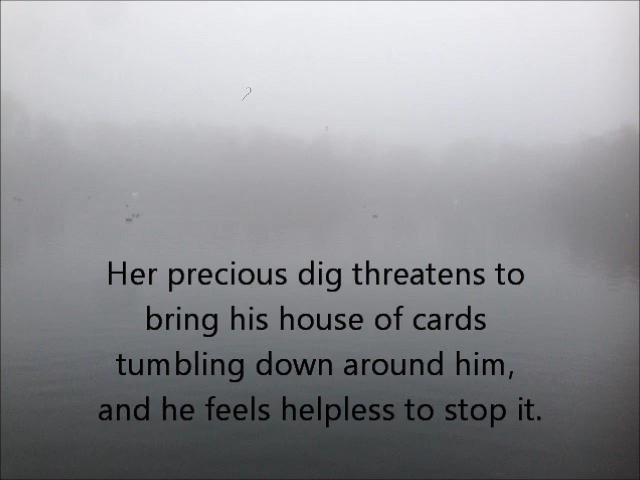 Her precious dig threatens to
bring his house of cards
tumbling down around him,
and he feels helpless to stop it.